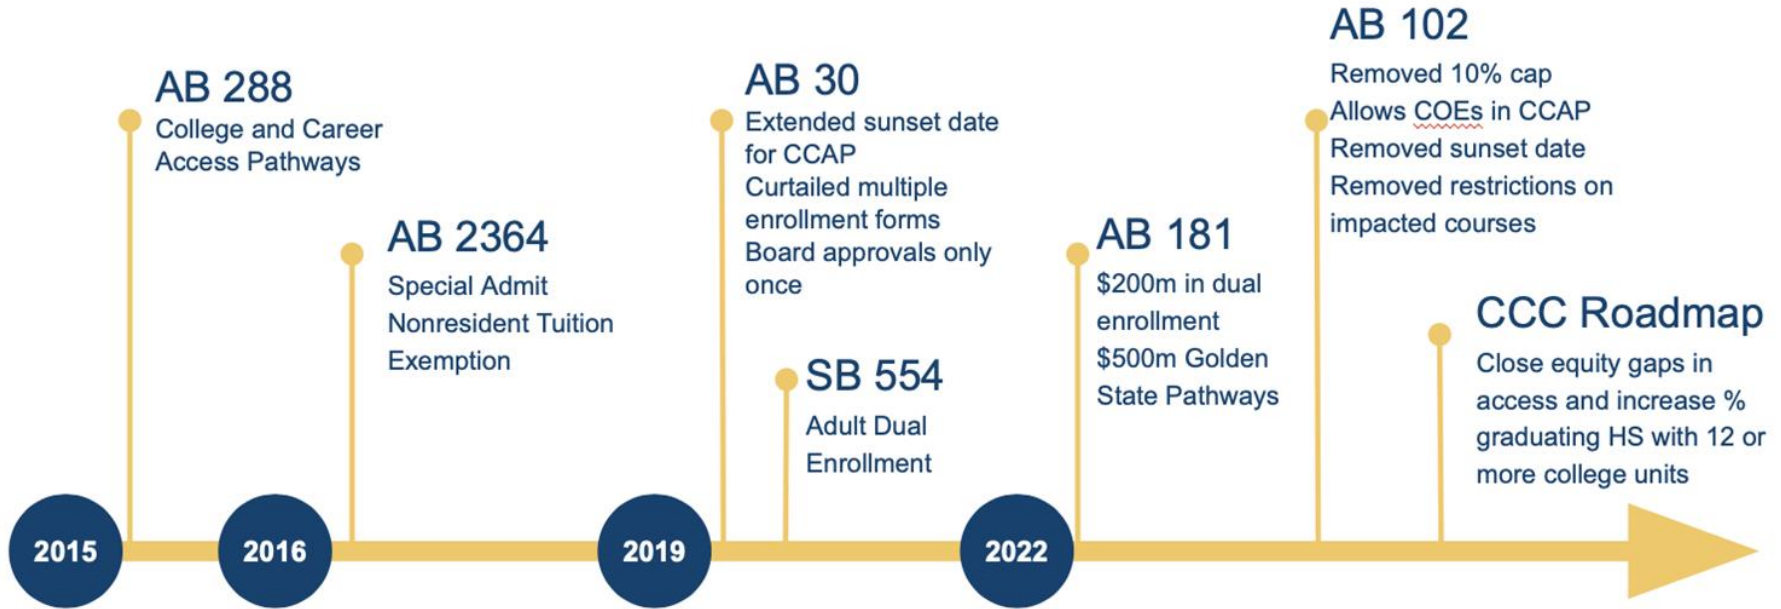 AB 288
College and Career
Access Pathways
AB 2364
Special Admit
Nonresident Tuition
Exemption
AB 30
Extended sunset date
for CCAP
Curtailed multiple
enrollment forms
Board approvals only
once
SB 554
Adult Dual
Enrollment
AB 181
$200m in dual
enrollment
$500m Golden
State Pathways
AB 102
Removed 10% cap
Allows COEs in CCAP
Removed sunset date
Removed restrictions on
impacted courses
CCC Roadmap
Close equity gaps in
access and increase %
graduating HS with 12 or
more college units
2015
2016
2019
2022